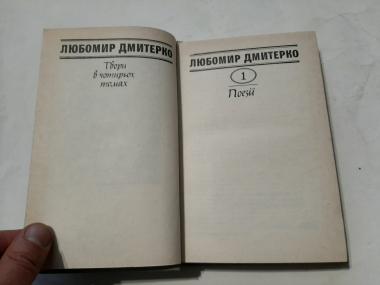 ЛЮБОМИР ДМИТЕРКО
Твори
в чотирьох
томах
ЛЮБОМИР ДМИТЕРКО
1
Поезії